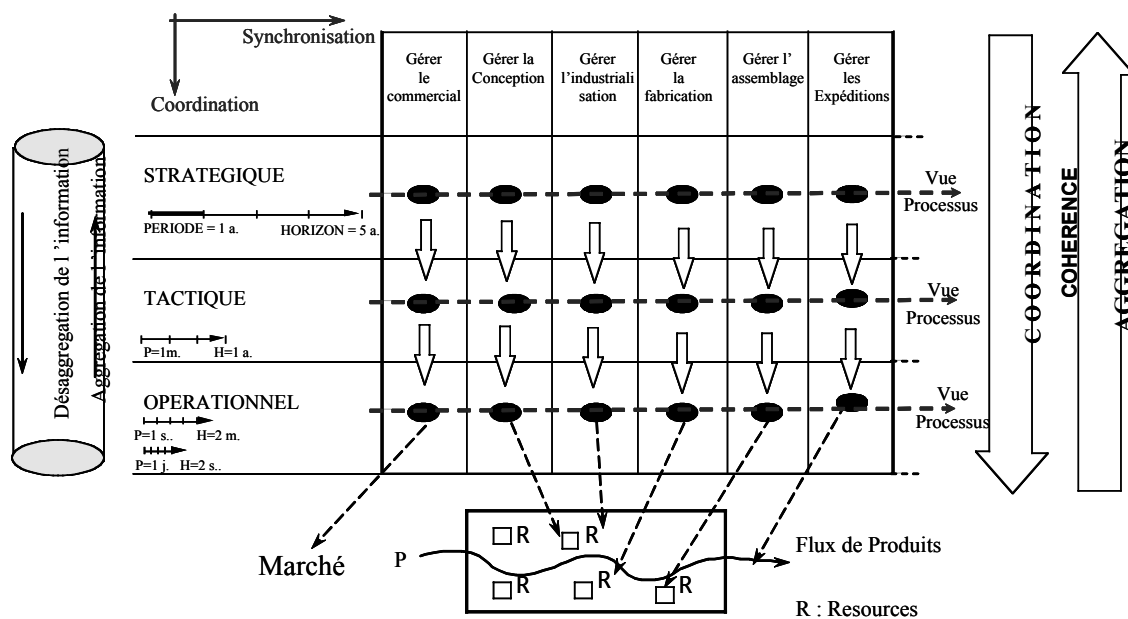 Synchronisation
Coordination
Gérer
le
commercial
Gérer la
Conception
Gérer
l'industriali
sation
Gérer
la
fabrication
Gérer l'
assemblage
Gérer
les
Expéditions
Désaggregation de l 'information
Aggregation de l 'information
STRATEGIQUE
PERIODE = 1 a.
HORIZON = 5 a.
Vue
Processus
TACTIQUE
P=1m.
H=1 a.
Vue
Processus
OPERATIONNEL
P=1 s..
H=2 m.
P=1 j.
H=2 s..
Vue
Processus
COORDINATION
COHERENCE
AGGREGATION
Marché
P
R
R
R
R
R
Flux de Produits
R : Resources